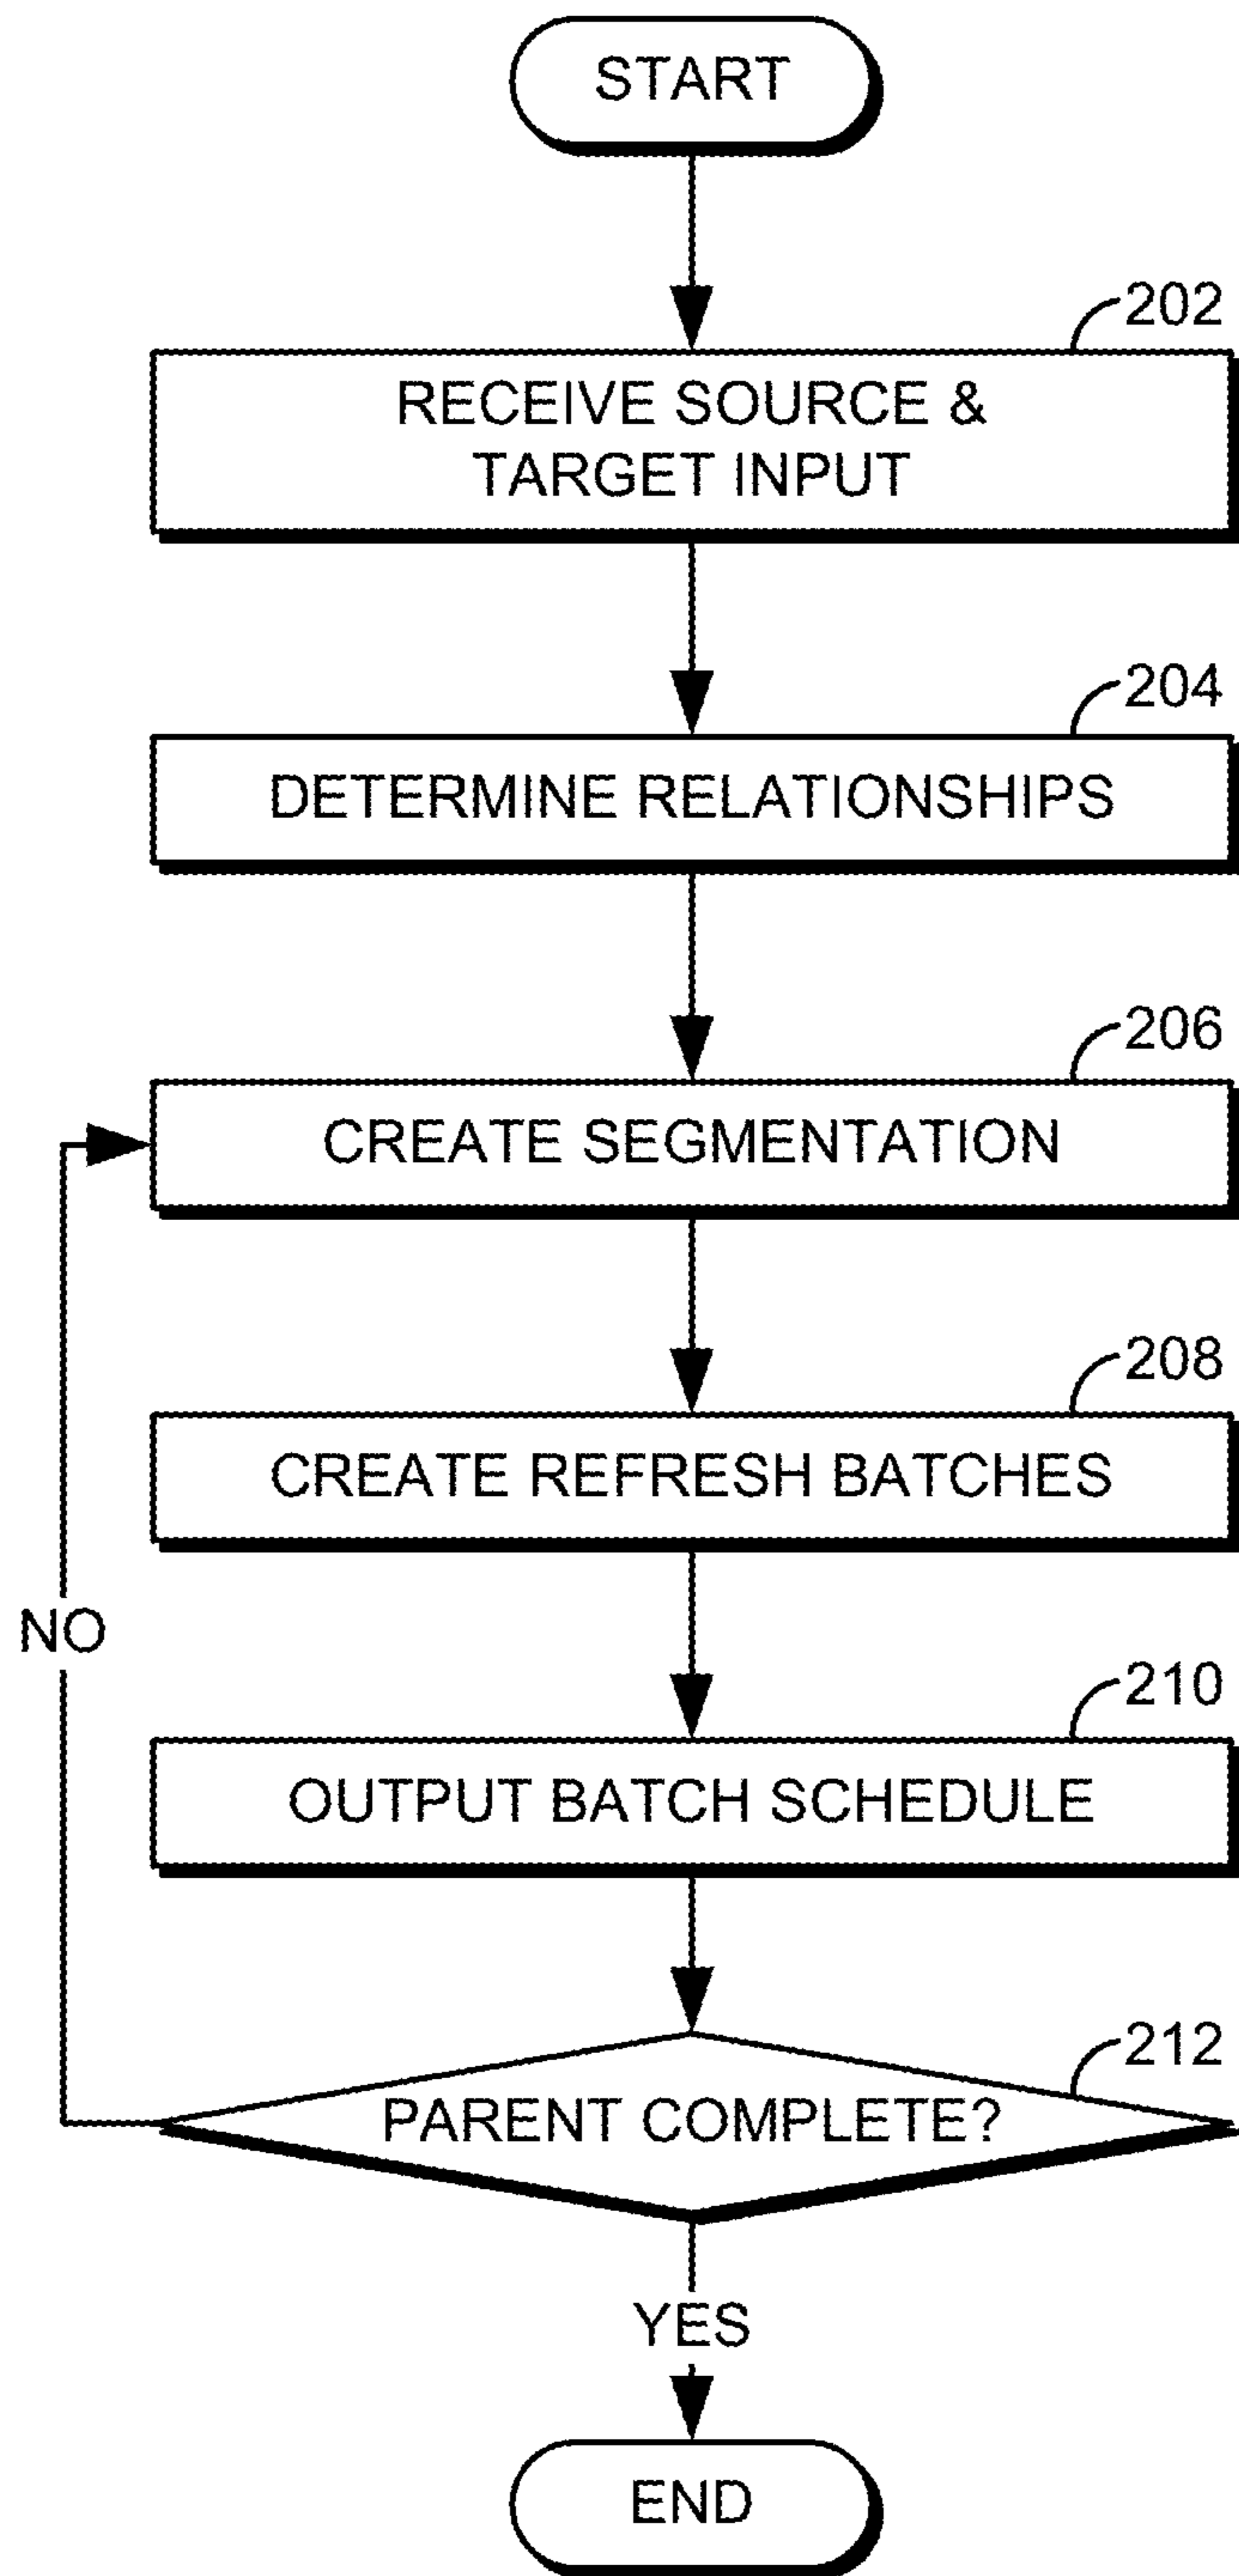 START
202
RECEIVE SOURCE &
TARGET INPUT
204
DETERMINE RELATIONSHIPS
206
CREATE SEGMENTATION
208
CREATE REFRESH BATCHES
NO
210
OUTPUT BATCH SCHEDULE
212
PARENT COMPLETE?
YES
END